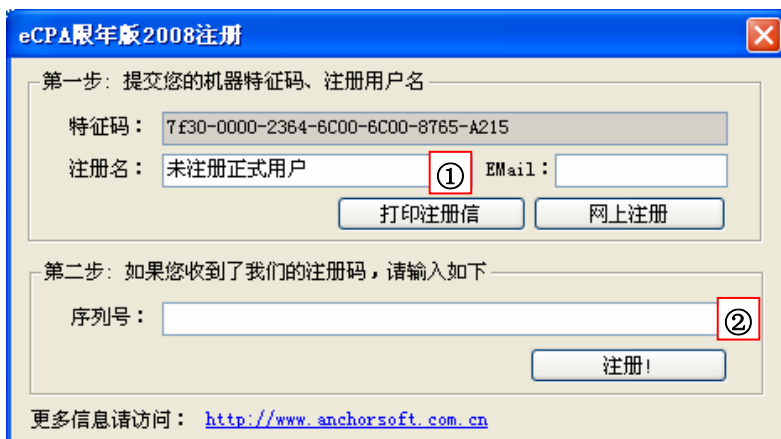 eCPA限年版2008注册
第一步: 提交您的机器特征码、注册用户名
特征码： 7f30-0000-2364-6C00-6C00-8765-A215
注册名： 未注册正式用户 ① EMail：
打印注册信 网上注册
第二步: 如果您收到了我们的注册码，请输入如下
序列号： ②
注册!
更多信息请访问： http://www.anchorsoft.com.cn